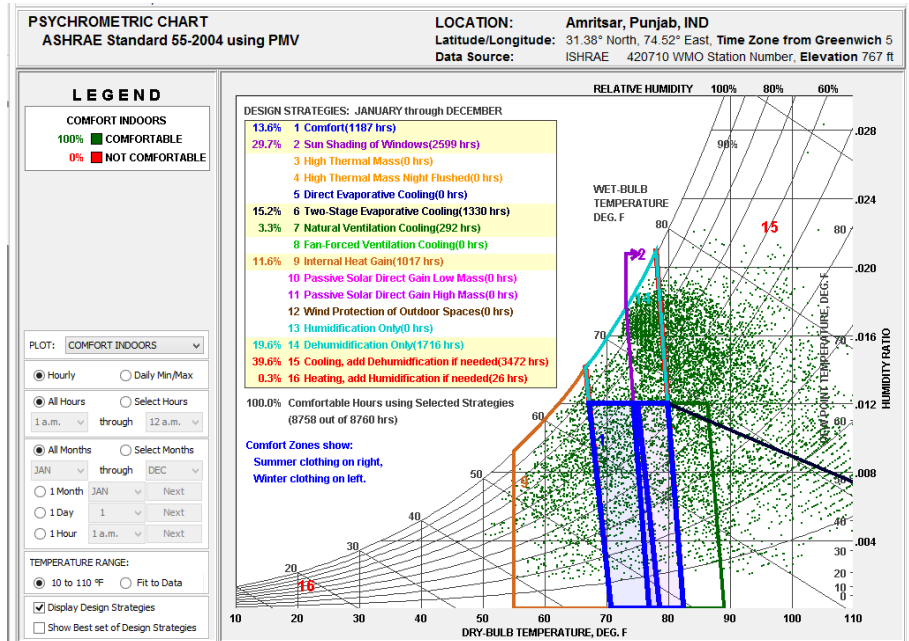 PSYCHROMETRIC CHART
ASHRAE Standard 55-2004 using PMV
LOCATION: Amritsar, Punjab, IND
Latitude/Longitude: 31.38° North, 74.52° East, Time Zone from Greenwich 5
Data Source: ISHRAE 420710 WMO Station Number, Elevation 767 ft
LEGEND
COMFORT INDOORS
100% COMFORTABLE
0% NOT COMFORTABLE
PLOT: COMFORT INDOORS
Hourly Daily Min/Max
All Hours Select Hours
1 a.m. through 12 a.m.
All Months Select Months
JAN through DEC
1 Month JAN Next
1 Day 1 Next
1 Hour 1 a.m. Next
TEMPERATURE RANGE:
10 to 110 °F Fit to Data
Display Design Strategies
Show Best set of Design Strategies
DESIGN STRATEGIES: JANUARY through DECEMBER
13.6% 1 Comfort(1187 hrs)
29.7% 2 Sun Shading of Windows(2599 hrs)
3 High Thermal Mass(0 hrs)
4 High Thermal Mass Night Flushed(0 hrs)
5 Direct Evaporative Cooling(0 hrs)
15.2% 6 Two-Stage Evaporative Cooling(1330 hrs)
3.3% 7 Natural Ventilation Cooling(292 hrs)
8 Fan-Forced Ventilation Cooling(0 hrs)
11.6% 9 Internal Heat Gain(1017 hrs)
10 Passive Solar Direct Gain Low Mass(0 hrs)
11 Passive Solar Direct Gain High Mass(0 hrs)
12 Wind Protection of Outdoor Spaces(0 hrs)
13 Humidification Only(0 hrs)
19.6% 14 Dehumidification Only(1716 hrs)
39.6% 15 Cooling, add Dehumidfication if needed(3472 hrs)
0.3% 16 Heating, add Humidification if needed(26 hrs)
100.0% Comfortable Hours using Selected Strategies
(8758 out of 8760 hrs)
Comfort Zones show:
Summer clothing on right,
Winter clothing on left.
RELATIVE HUMIDITY 100% 80% 60%
90%
WET-BULB
TEMPERATURE
DEG. F
80
70
60
50
40
30
20
1
2
9
14
15
16
.028
.024
.020
.016
.012
.008
.004
HUMIDITY RATIO
DEW POINT TEMPERATURE, DEG. F
80
70
60
40
30
20
10
0
10 20 30 40 50 60 70 80 90 100 110
DRY-BULB TEMPERATURE, DEG. F